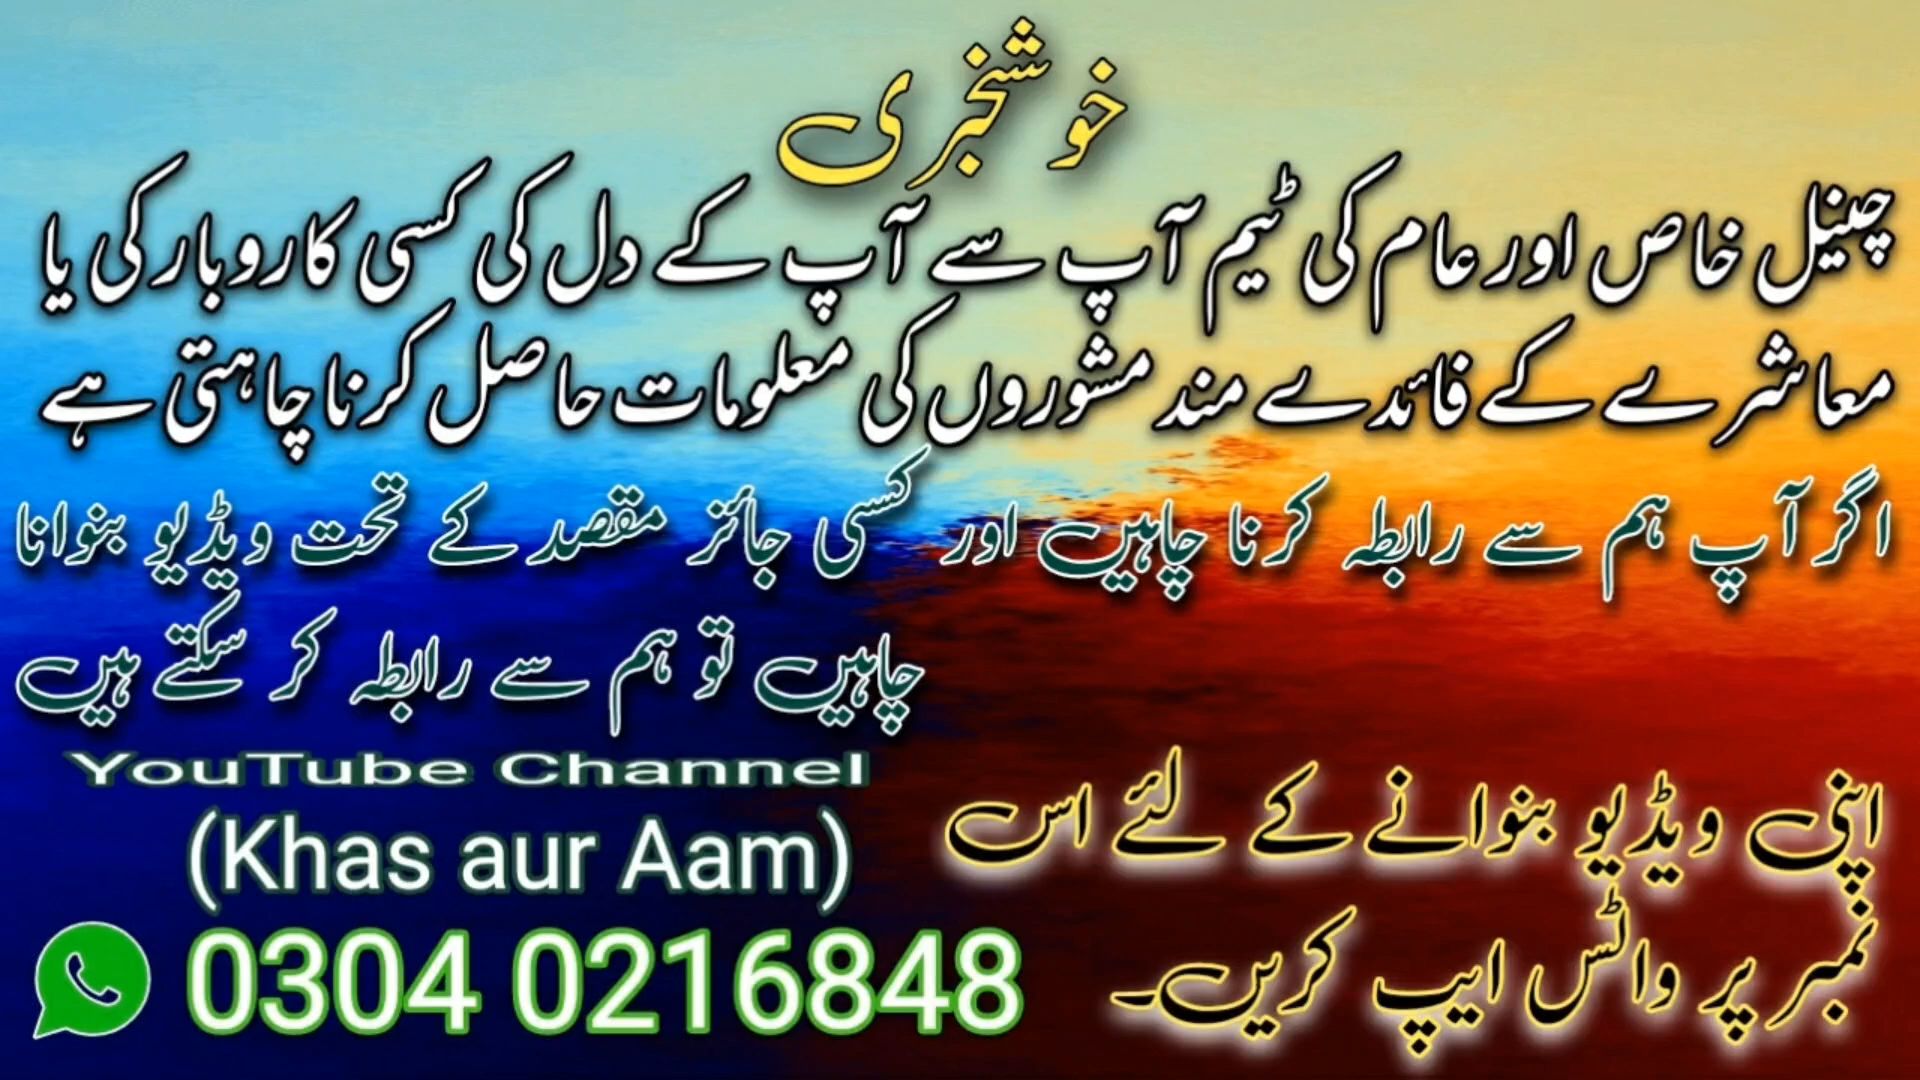 خوشخبری
چینیل خاص اور عام کی ٹیم آپ سے آپ کے دل کی کسی کاروبار کی یا
معاشرے کے فائدے مند مشوروں کی معلومات حاصل کرنا چاہتی ہے
اگر آپ ہم سے رابطہ کرنا چاہیں اور کسی جائز مقصد کے تحت ویڈیو بنوانا
چاہیں تو ہم سے رابطہ کر سکتے ہیں
YouTube Channel
(Khas aur Aam)
0304 0216848
اپنی ویڈیو بنوانے کے لئے اس
نمبر پر واٹس ایپ کریں۔